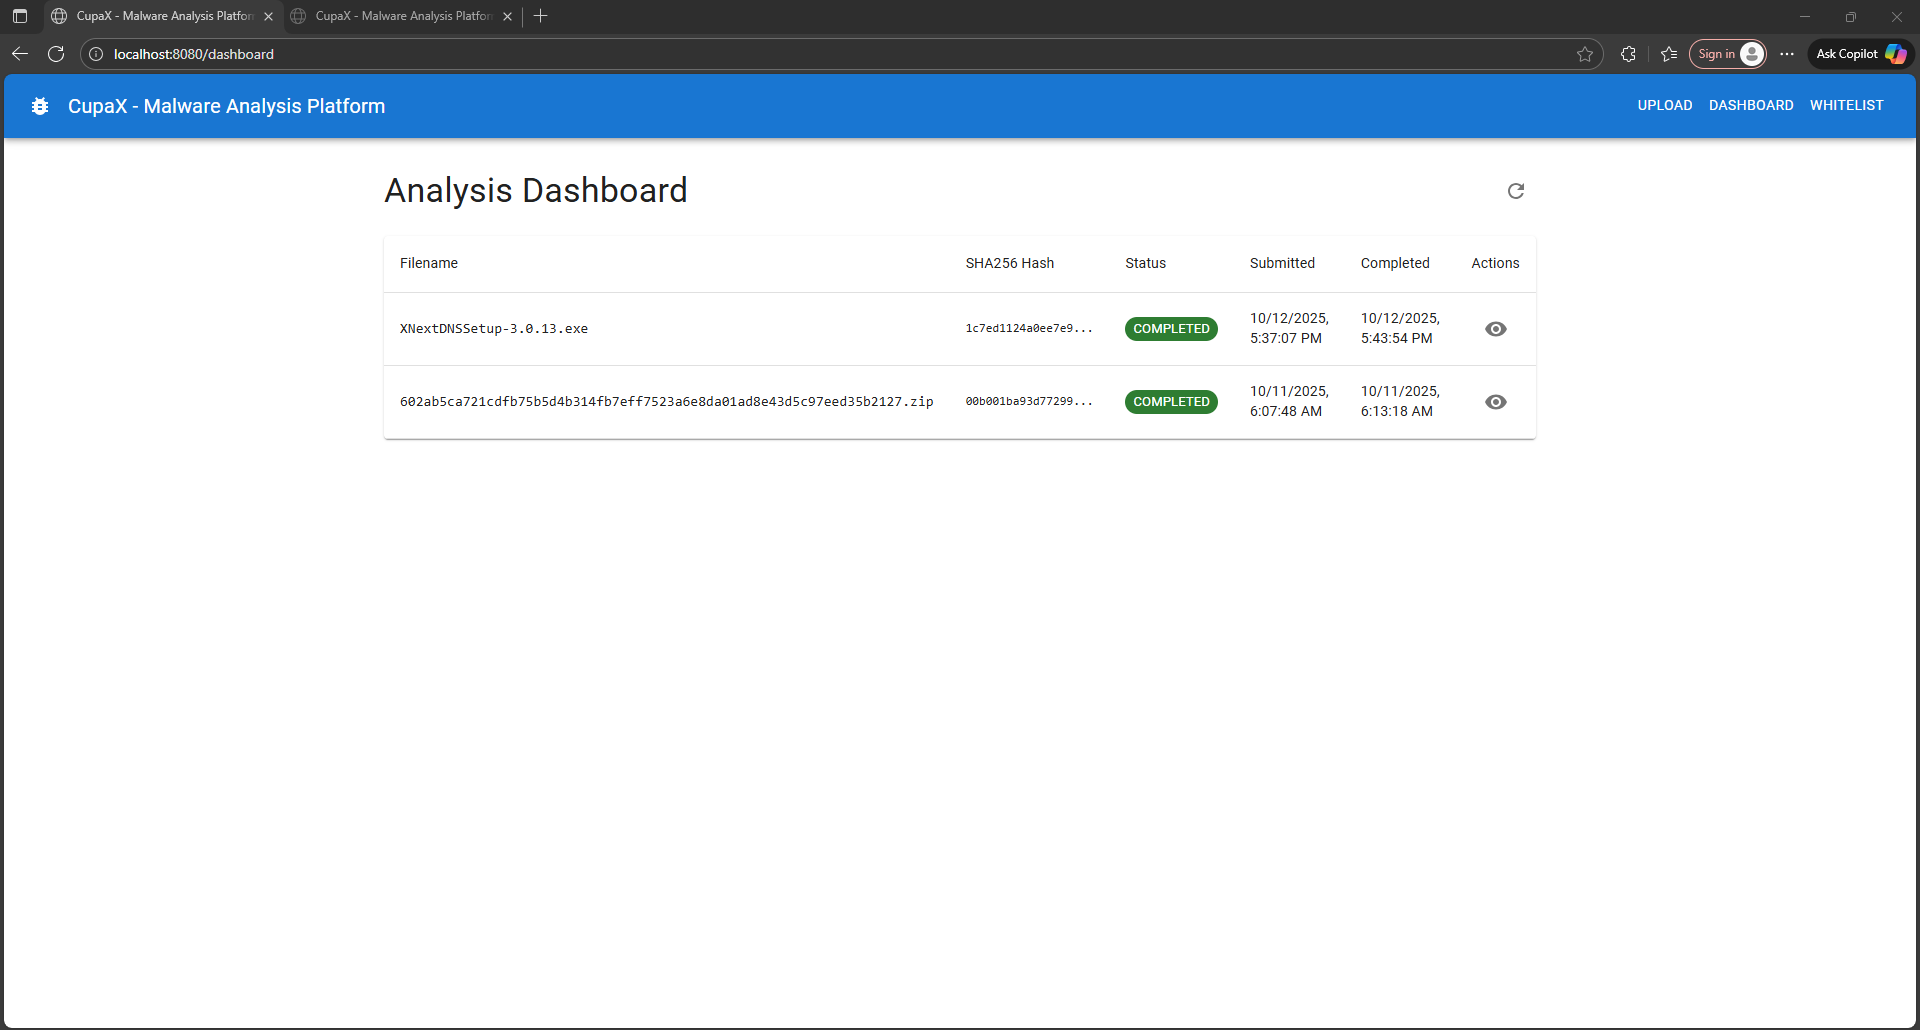 CupaX - Malware Analysis Platfor
CupaX - Malware Analysis Platfor
localhost:8080/dashboard
Sign in
Ask Copilot
CupaX - Malware Analysis Platform
UPLOAD DASHBOARD WHITELIST
Analysis Dashboard
Filename SHA256 Hash Status Submitted Completed Actions
XNextDNSSetup-3.0.13.exe 1c7ed1124a0ee7e9... COMPLETED 10/12/2025, 5:37:07 PM 10/12/2025, 5:43:54 PM
602ab5ca721cdfb75b5d4b314fb7eff7523a6e8da01ad8e43d5c97eed35b2127.zip 00b001ba93d77299... COMPLETED 10/11/2025, 6:07:48 AM 10/11/2025, 6:13:18 AM